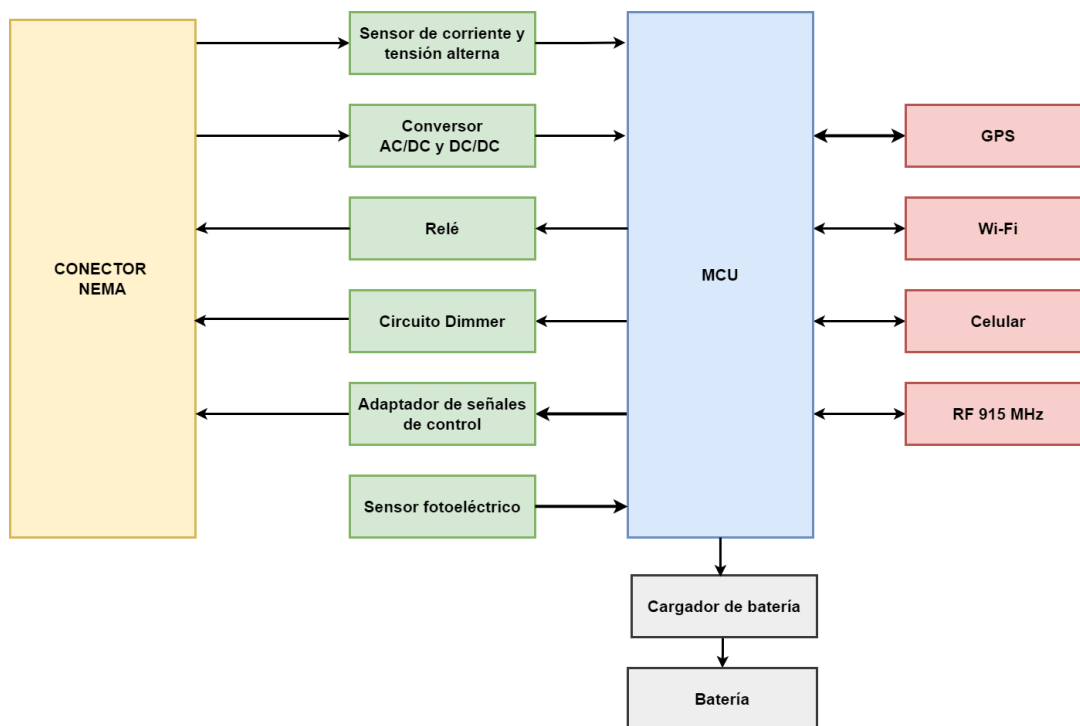 Sensor de corriente y
tensión alterna
Conversor
AC/DC y DC/DC
GPS
Relé
Wi-Fi
CONECTOR
NEMA
MCU
Circuito Dimmer
Celular
Adaptador de señales
de control
RF 915 MHz
Sensor fotoeléctrico
Cargador de batería
Batería